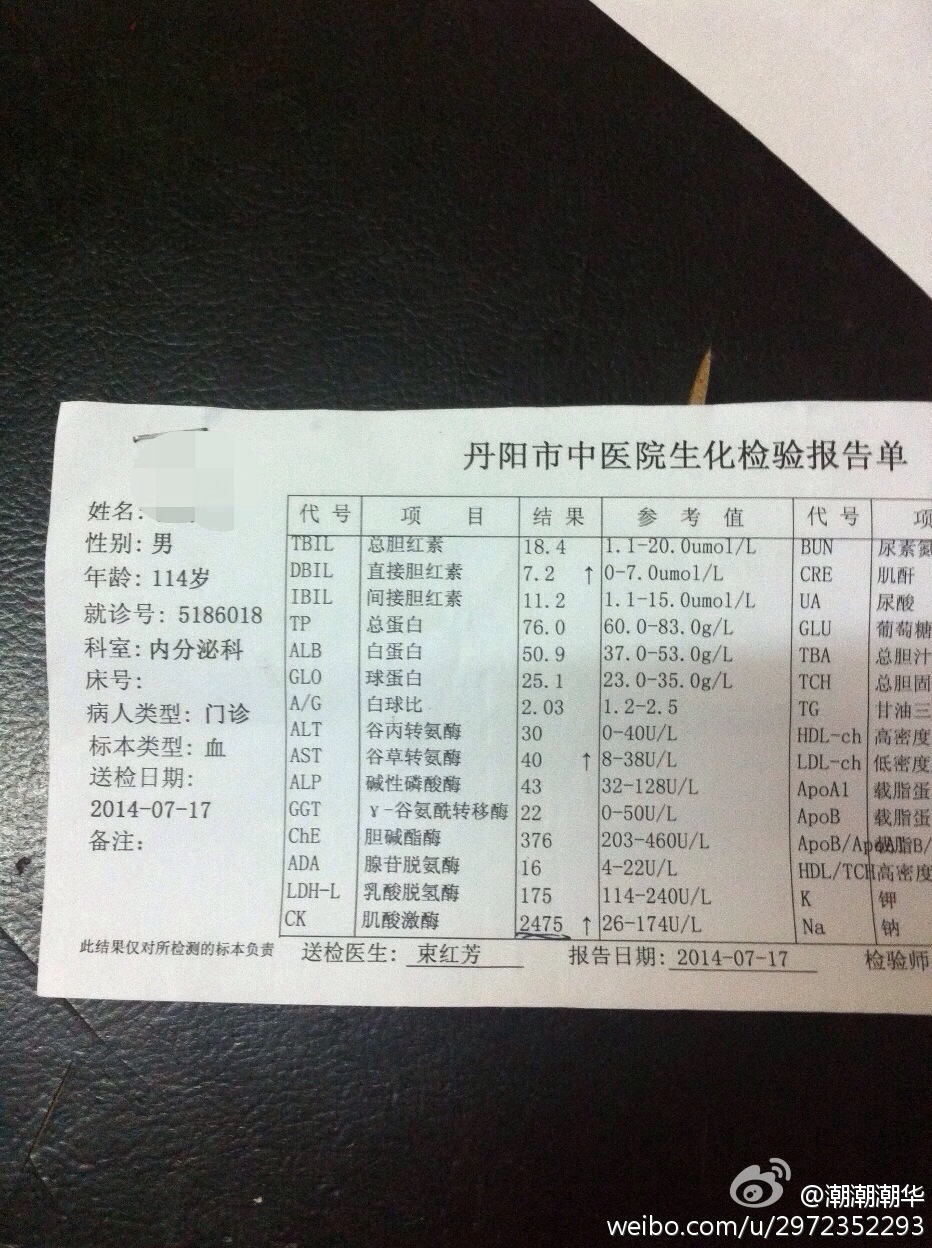 丹阳市中医院生化检验报告单
姓名:
性别: 男
年龄: 114岁
就诊号: 5186018
科室: 内分泌科
床号:
病人类型: 门诊
标本类型: 血
送检日期:
2014-07-17
备注:
此结果仅对所检测的标本负责
代号 项目 结果 参考值 代号 项
TBIL 总胆红素 18.4 1.1-20.0umol/L BUN 尿素氮
DBIL 直接胆红素 7.2 ↑ 0-7.0umol/L CRE 肌酐
IBIL 间接胆红素 11.2 1.1-15.0umol/L UA 尿酸
TP 总蛋白 76.0 60.0-83.0g/L GLU 葡萄糖
ALB 白蛋白 50.9 37.0-53.0g/L TBA 总胆汁
GLO 球蛋白 25.1 23.0-35.0g/L TCH 总胆固
A/G 白球比 2.03 1.2-2.5 TG 甘油三
ALT 谷丙转氨酶 30 0-40U/L HDL-ch 高密度
AST 谷草转氨酶 40 ↑ 8-38U/L LDL-ch 低密度
ALP 碱性磷酸酶 43 32-128U/L ApoA1 载脂蛋
GGT γ-谷氨酰转移酶 22 0-50U/L ApoB 载脂蛋
ChE 胆碱酯酶 376 203-460U/L ApoB/ApoA1 载脂B/
ADA 腺苷脱氨酶 16 4-22U/L HDL/TCH 高密度
LDH-L 乳酸脱氢酶 175 114-240U/L K 钾
CK 肌酸激酶 2475 ↑ 26-174U/L Na 钠
送检医生: 束红芳 报告日期: 2014-07-17 检验师
@潮潮潮华
weibo.com/u/2972352293